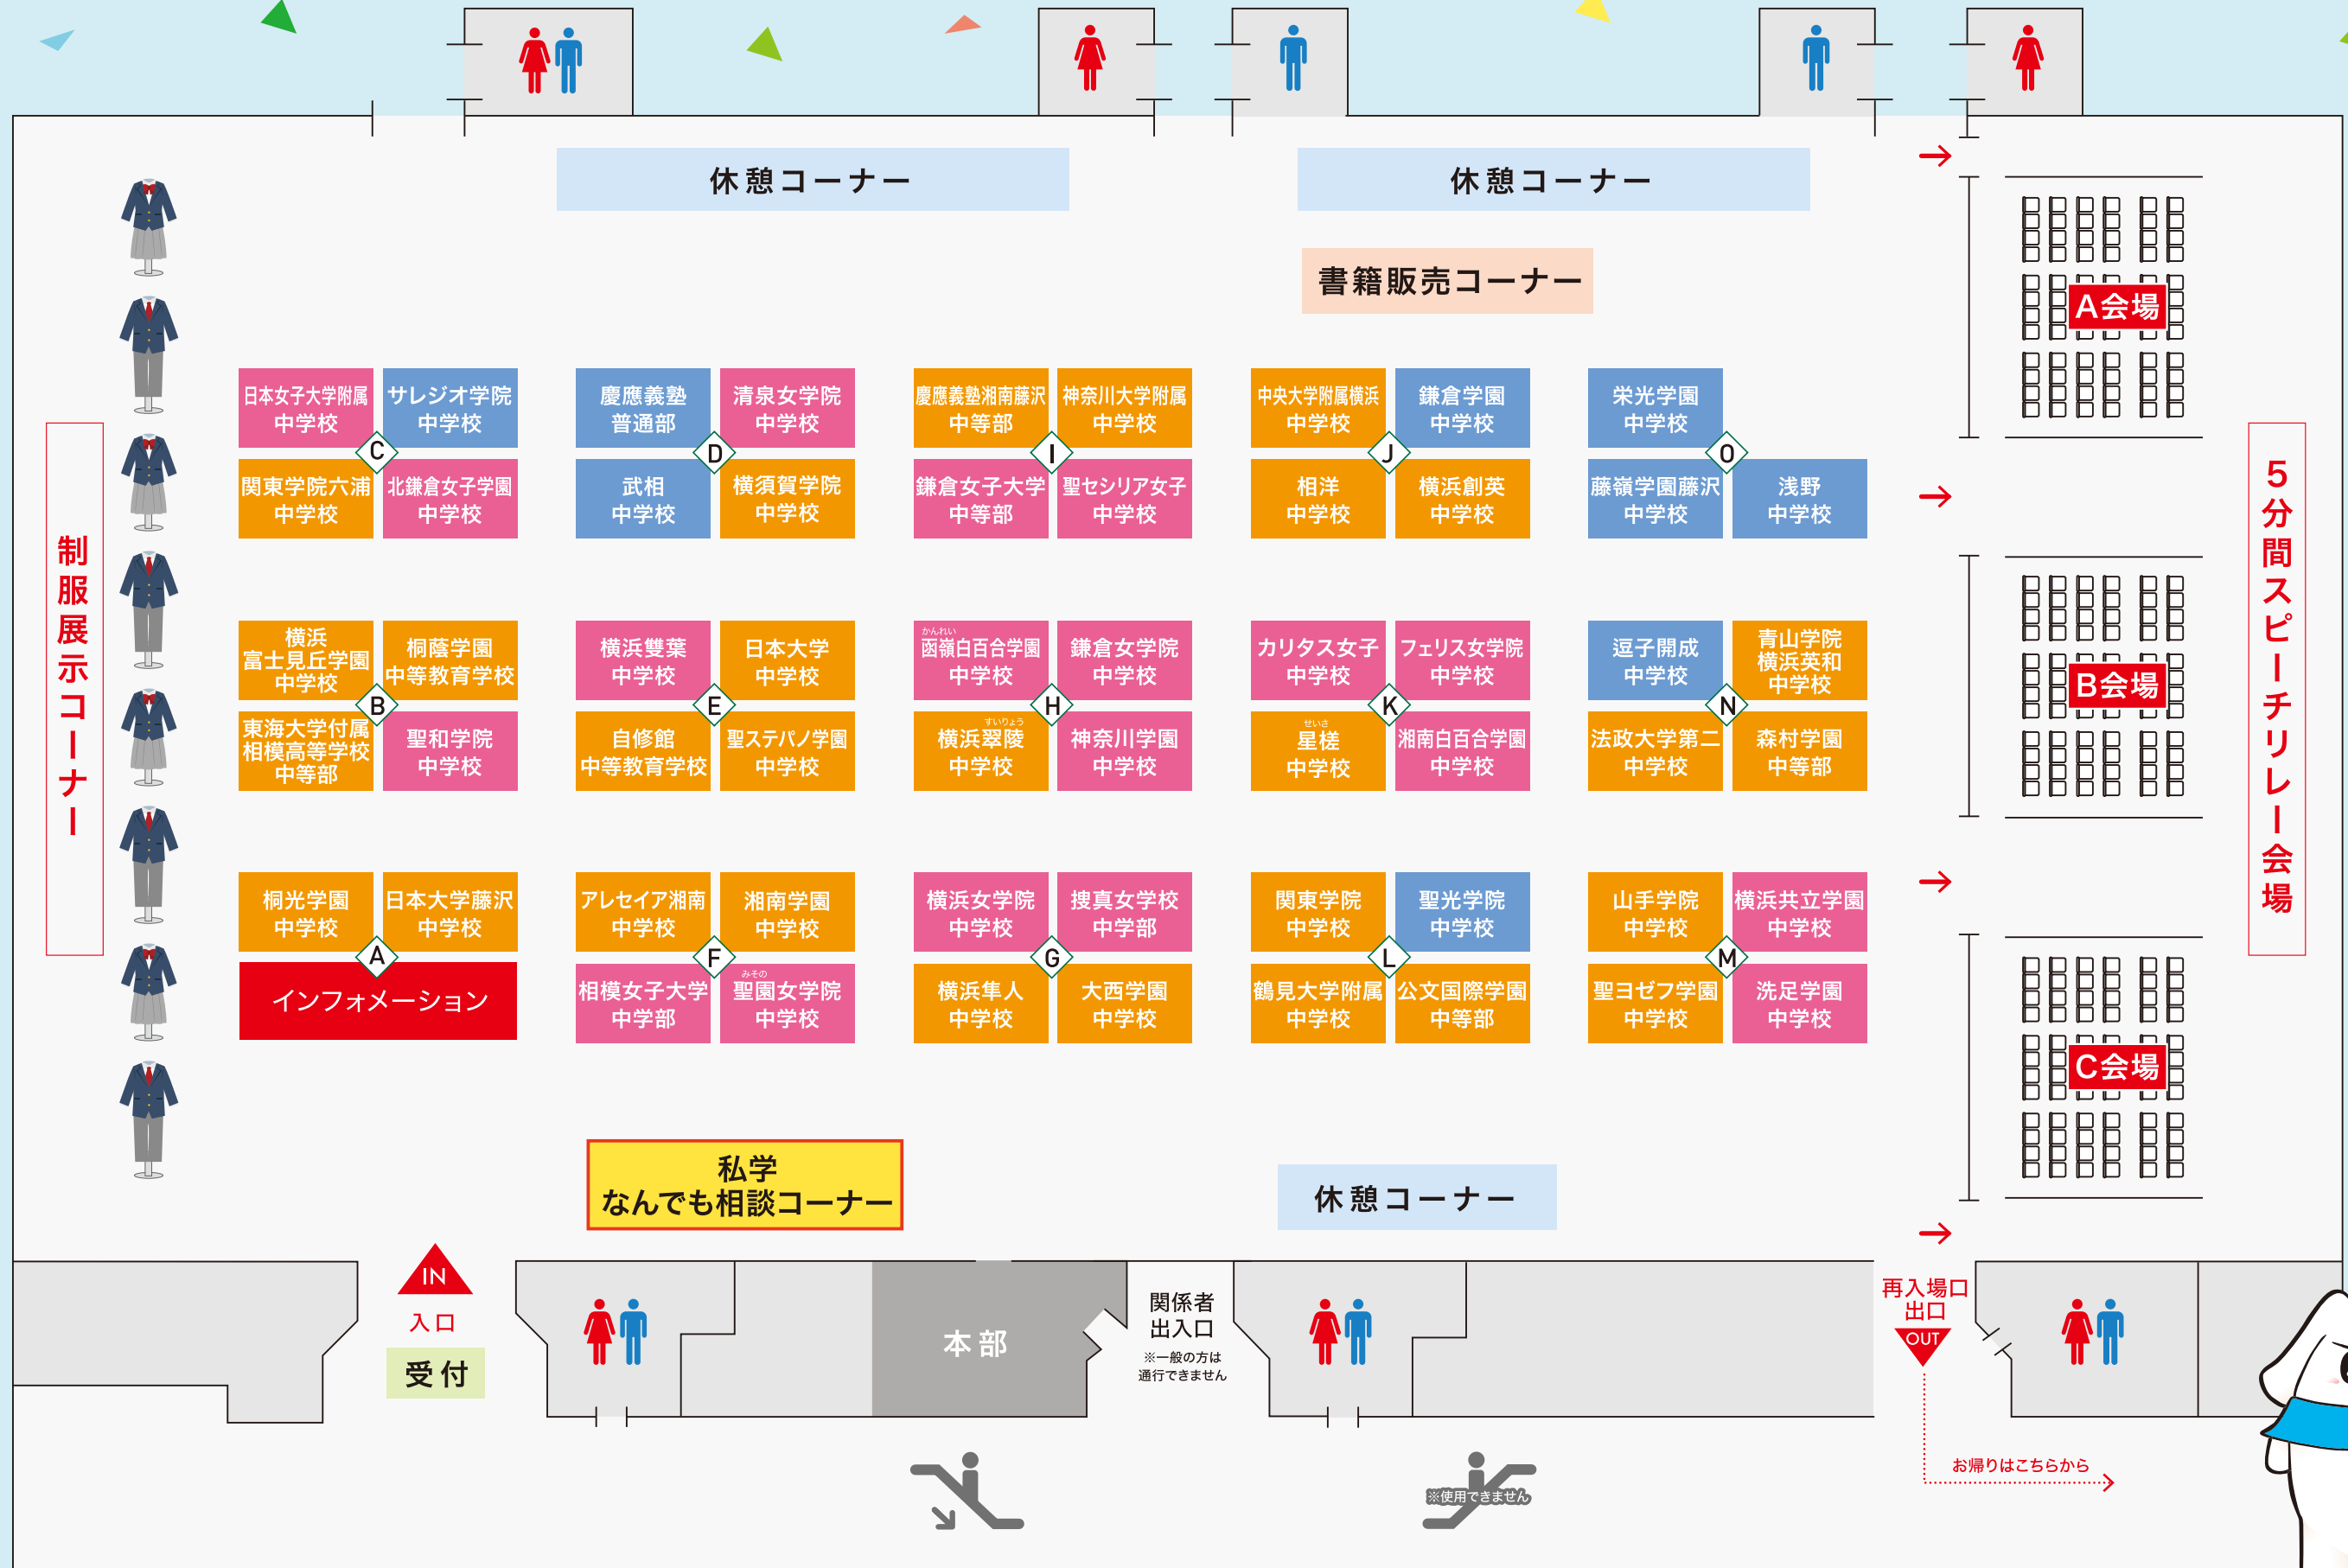 休憩コーナー
休憩コーナー
書籍販売コーナー
制服展示コーナー
日本女子大学附属
中学校
サレジオ学院
中学校
C
関東学院六浦
中学校
北鎌倉女子学園
中学校
慶應義塾
普通部
清泉女学院
中学校
D
武相
中学校
横須賀学院
中学校
慶應義塾湘南藤沢
中等部
神奈川大学附属
中学校
I
鎌倉女子大学
中等部
聖セシリア女子
中学校
中央大学附属横浜
中学校
鎌倉学園
中学校
J
相洋
中学校
横浜創英
中学校
栄光学園
中学校
O
藤嶺学園藤沢
中学校
浅野
中学校
横浜
富士見丘学園
中学校
桐蔭学園
中等教育学校
B
東海大学付属
相模高等学校
中等部
聖和学院
中学校
横浜雙葉
中学校
日本大学
中学校
E
自修館
中等教育学校
聖ステパノ学園
中学校
かんれい
函嶺白百合学園
中学校
鎌倉女学院
中学校
H
すいりょう
横浜翠陵
中学校
神奈川学園
中学校
カリタス女子
中学校
フェリス女学院
中学校
K
せいさ
星槎
中学校
湘南白百合学園
中学校
逗子開成
中学校
青山学院
横浜英和
中学校
N
法政大学第二
中学校
森村学園
中等部
桐光学園
中学校
日本大学藤沢
中学校
A
インフォメーション
アレセイア湘南
中学校
湘南学園
中学校
F
相模女子大学
中学部
みその
聖園女学院
中学校
横浜女学院
中学校
捜真女学校
中学部
G
横浜隼人
中学校
大西学園
中学校
関東学院
中学校
聖光学院
中学校
L
鶴見大学附属
中学校
公文国際学園
中等部
山手学院
中学校
横浜共立学園
中学校
M
聖ヨゼフ学園
中学校
洗足学園
中学校
A会場
B会場
C会場
5分間スピーチリレー会場
私学
なんでも相談コーナー
休憩コーナー
IN
入口
受付
本部
関係者
出入口
※一般の方は
通行できません
再入場口
出口
OUT
お帰りはこちらから
※使用できません